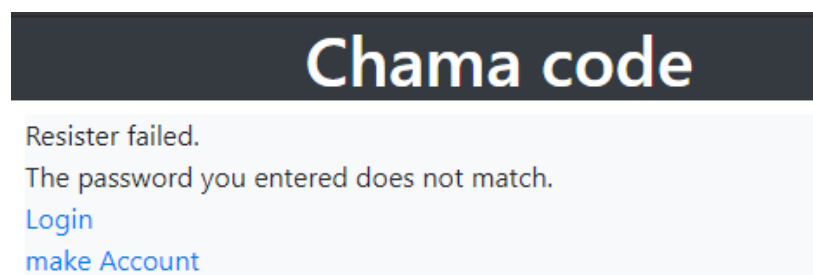 Chama code
Resister failed.
The password you entered does not match.
Login
make Account